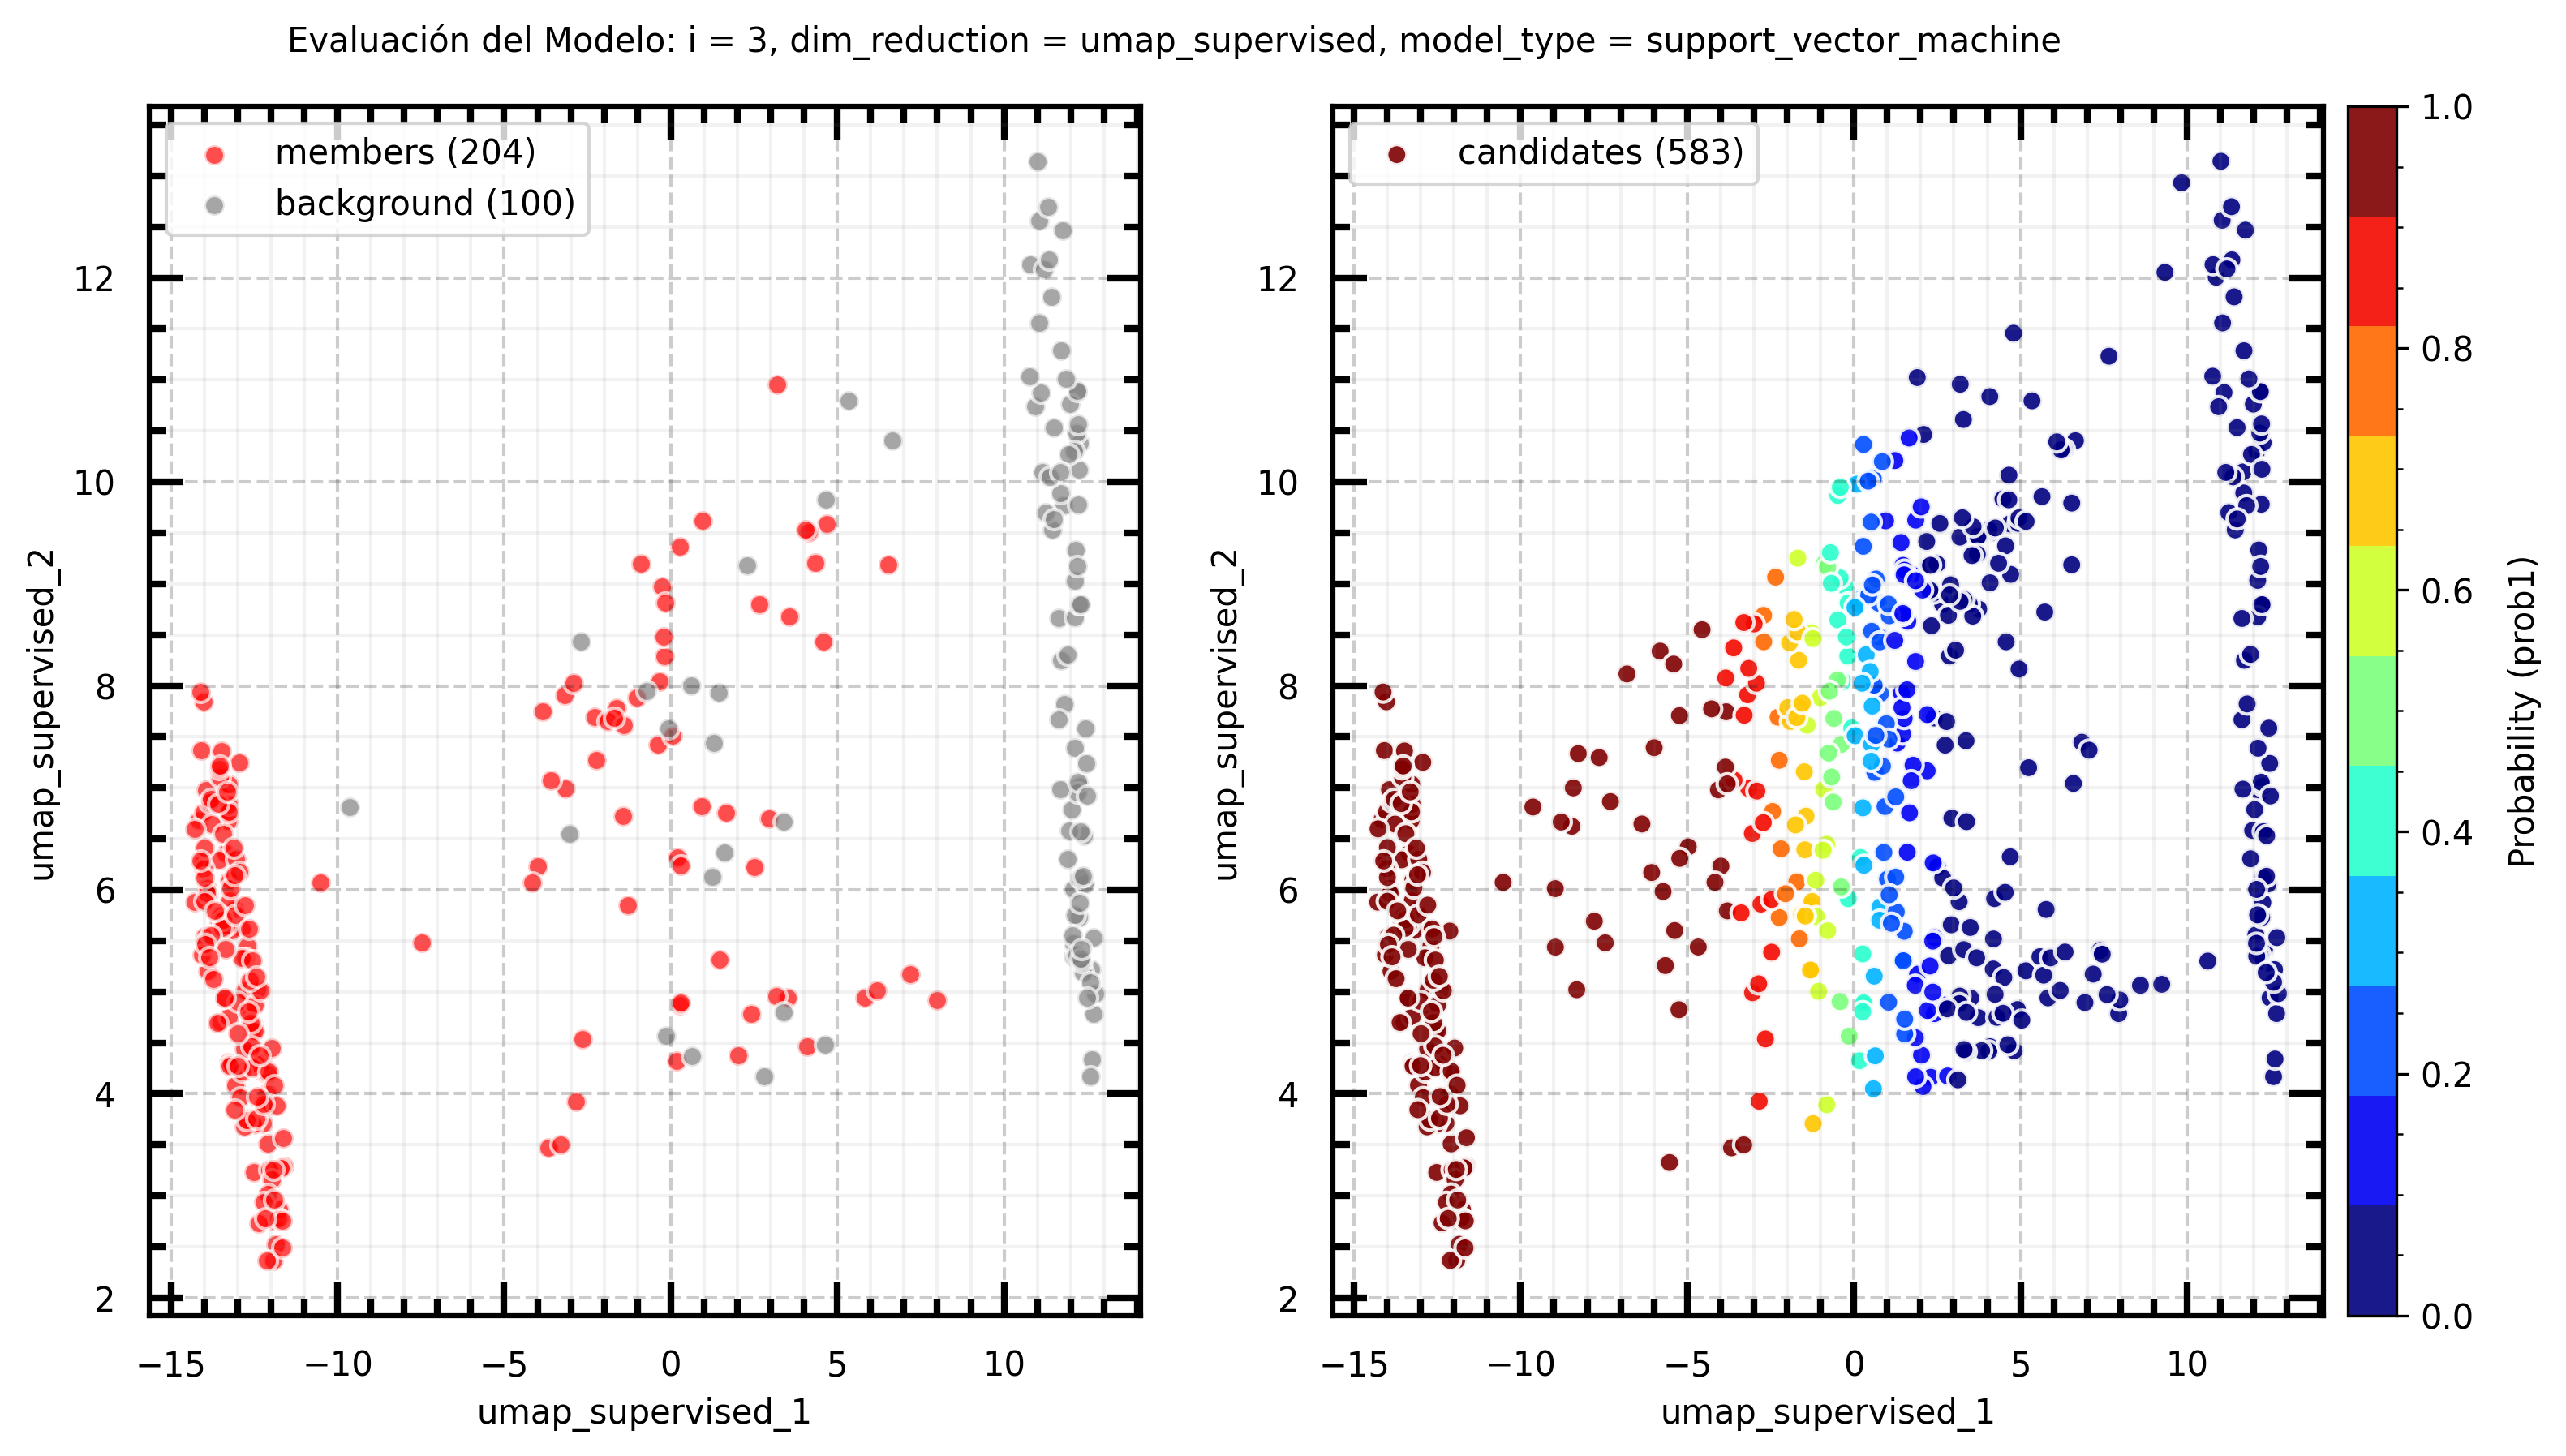 Evaluación del Modelo: i = 3, dim_reduction = umap_supervised, model_type = support_vector_machine
members (204)
background (100)
umap_supervised_2
12
10
8
6
4
2
−15 −10 −5 0 5 10
umap_supervised_1
candidates (583)
umap_supervised_2
12
10
8
6
4
2
−15 −10 −5 0 5 10
umap_supervised_1
1.0
0.8
0.6
0.4
0.2
0.0
Probability (prob1)